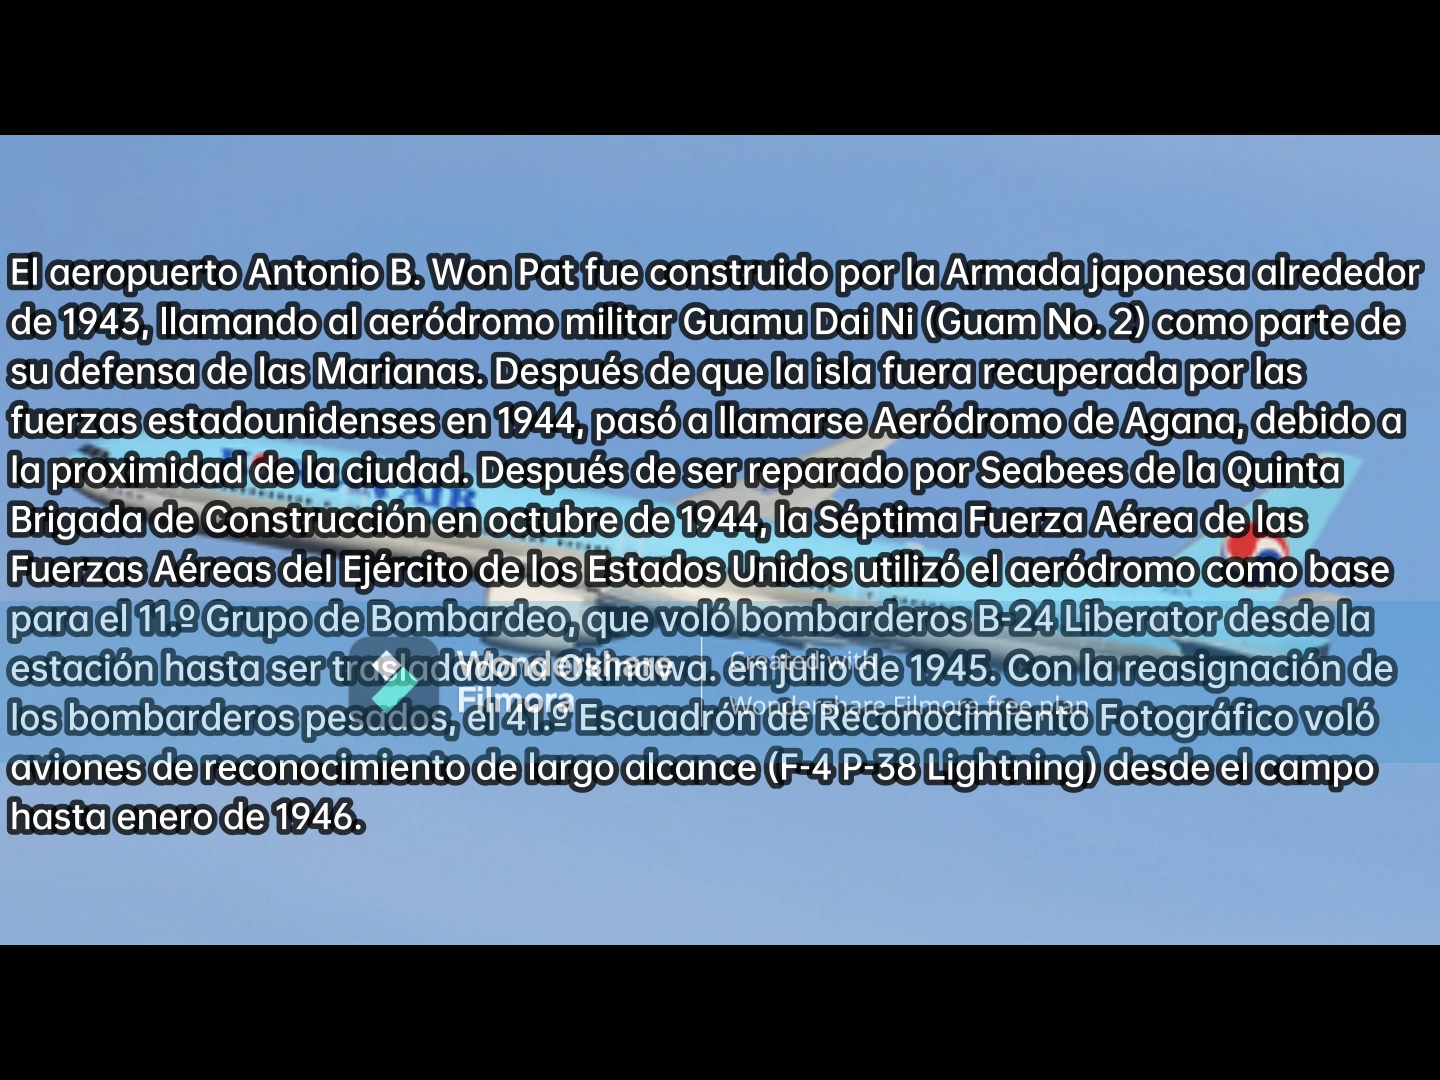 El aeropuerto Antonio B. Won Pat fue construido por la Armada japonesa alrededor
de 1943, llamando al aeródromo militar Guamu Dai Ni (Guam No. 2) como parte de
su defensa de las Marianas. Después de que la isla fuera recuperada por las
fuerzas estadounidenses en 1944, pasó a llamarse Aeródromo de Agana, debido a
la proximidad de la ciudad. Después de ser reparado por Seabees de la Quinta
Brigada de Construcción en octubre de 1944, la Séptima Fuerza Aérea de las
Fuerzas Aéreas del Ejército de los Estados Unidos utilizó el aeródromo como base
para el 11.º Grupo de Bombardeo, que voló bombarderos B-24 Liberator desde la
estación hasta ser trasladado a Okinawa. en julio de 1945. Con la reasignación de
los bombarderos pesados, el 41.º Escuadrón de Reconocimiento Fotográfico voló
aviones de reconocimiento de largo alcance (F-4 P-38 Lightning) desde el campo
hasta enero de 1946.
Wondershare
Filmora
Created with
Wondershare Filmora free plan